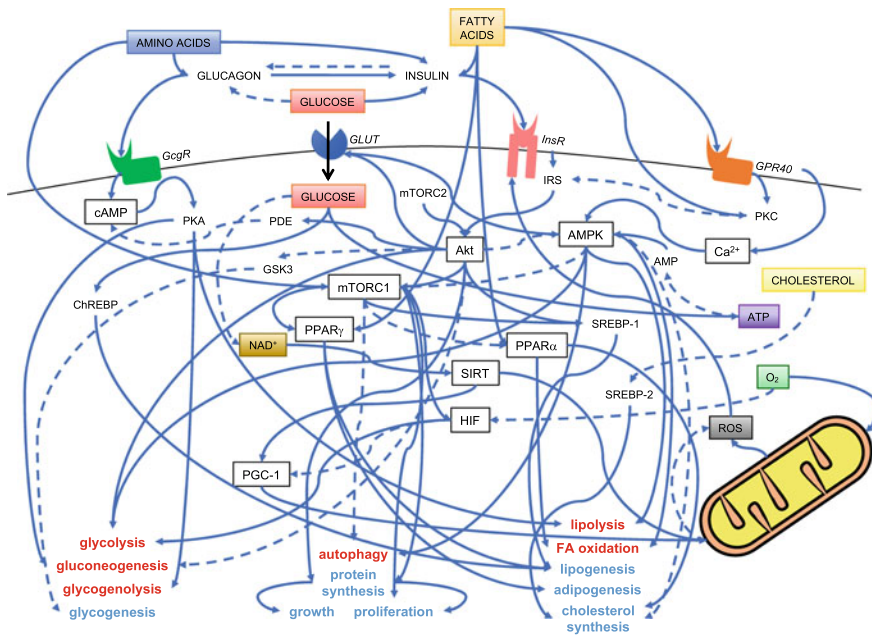 FATTY
ACIDS
AMINO ACIDS
GLUCAGON
INSULIN
GLUCOSE
GcgR
GLUT
InsR
GPR40
GLUCOSE
mTORC2
IRS
cAMP
PKA
PDE
PKC
Akt
AMPK
Ca2+
AMP
GSK3
CHOLESTEROL
mTORC1
ChREBP
ATP
PPARγ
SREBP-1
NAD+
PPARα
SIRT
O2
SREBP-2
HIF
ROS
PGC-1
lipolysis
glycolysis
autophagy
FA oxidation
gluconeogenesis
protein
synthesis
lipogenesis
glycogenolysis
adipogenesis
glycogenesis
growth
proliferation
cholesterol
synthesis